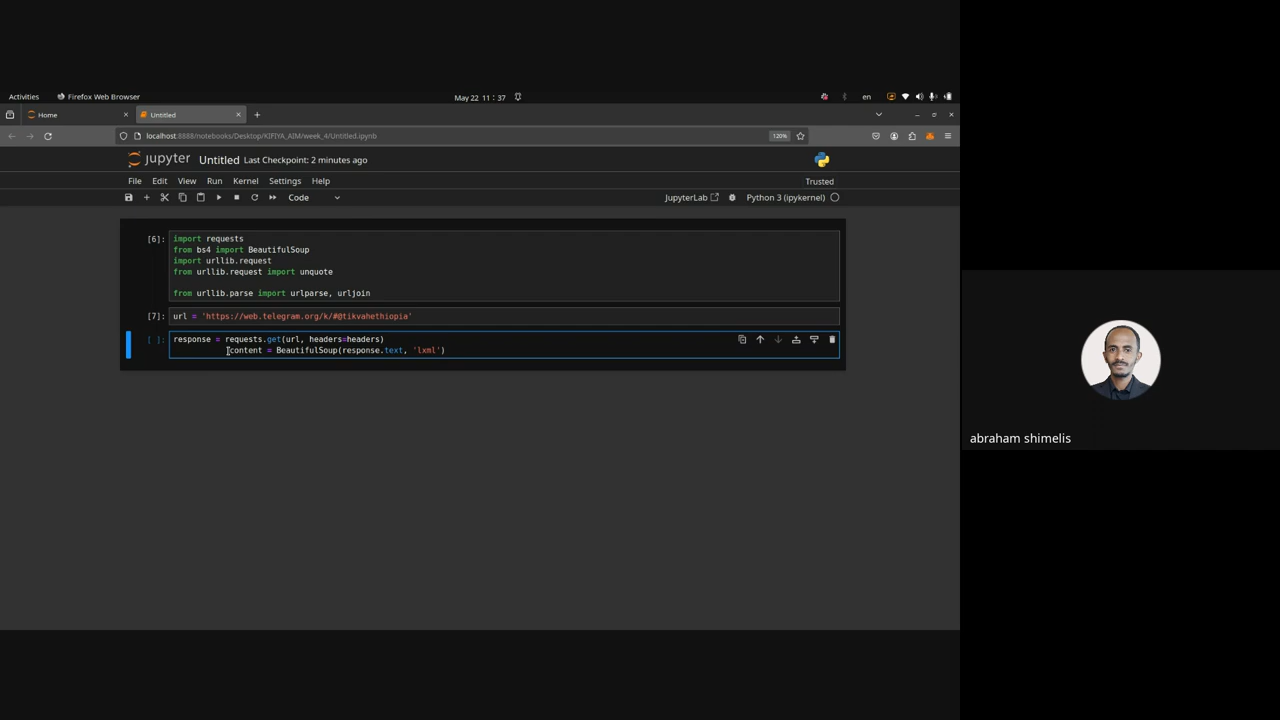 Activities Firefox Web Browser May 22 11:37 en
Home Untitled
localhost:8888/notebooks/Desktop/KIFIYA_AIM/week_4/Untitled.ipynb 120%
jupyter Untitled Last Checkpoint: 2 minutes ago
File Edit View Run Kernel Settings Help Trusted
Code JupyterLab Python 3 (ipykernel)
[6]: import requests
from bs4 import BeautifulSoup
import urllib.request
from urllib.request import unquote
from urllib.parse import urlparse, urljoin
[7]: url = 'https://web.telegram.org/k/#@tikvahethiopia'
[ ]: response = requests.get(url, headers=headers)
content = BeautifulSoup(response.text, 'lxml')
abraham shimelis